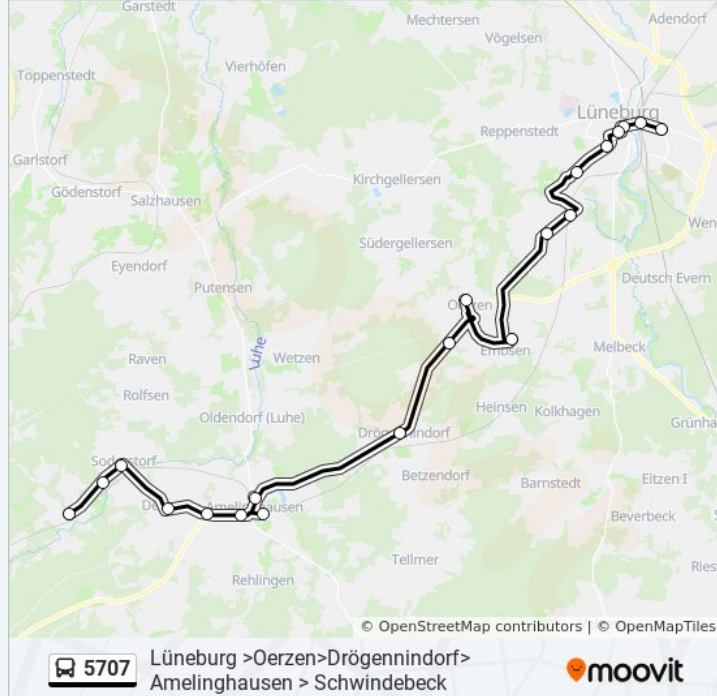 Garstedt
Mechtersen
Adendorf
Vögelsen
Vierhöfen
Toppenstedt
Lüneburg
Reppenstedt
Garlstorf
Kirchgellersen
Gödenstorf
Salzhausen
Wen
Südergellersen
Eyendorf
Deutsch Evern
Putensen
Oerzen
Luhe
Melbeck
Embsen
Wetzen
Raven
Rolfsen
Heinsen
Kolkhagen
Oldendorf (Luhe)
Grünha
Drögennindorf
Soderstorf
Betzendorf
Barnstedt
Eitzen I
De
Amelinghausen
Beverbeck
Tellmer
Ries
Rehlingen
© OpenStreetMap contributors | © OpenMapTiles
5707
Lüneburg >Oerzen>Drögennindorf>
Amelinghausen > Schwindebeck
moovit